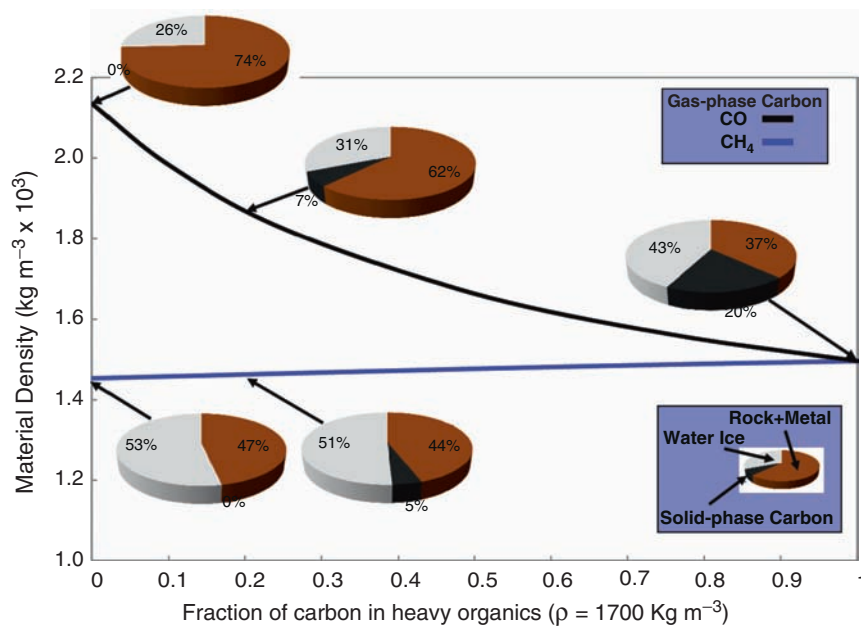 26%
74%
0%
2.2
2.0
1.8
1.6
1.4
1.2
1.0
Material Density (kg m⁻³ x 10³)
Gas-phase Carbon
CO
CH₄
31%
62%
7%
43%
37%
20%
53%
47%
0%
51%
44%
5%
Rock+Metal
Water Ice
Solid-phase Carbon
0 0.1 0.2 0.3 0.4 0.5 0.6 0.7 0.8 0.9 1
Fraction of carbon in heavy organics (ρ = 1700 Kg m⁻³)